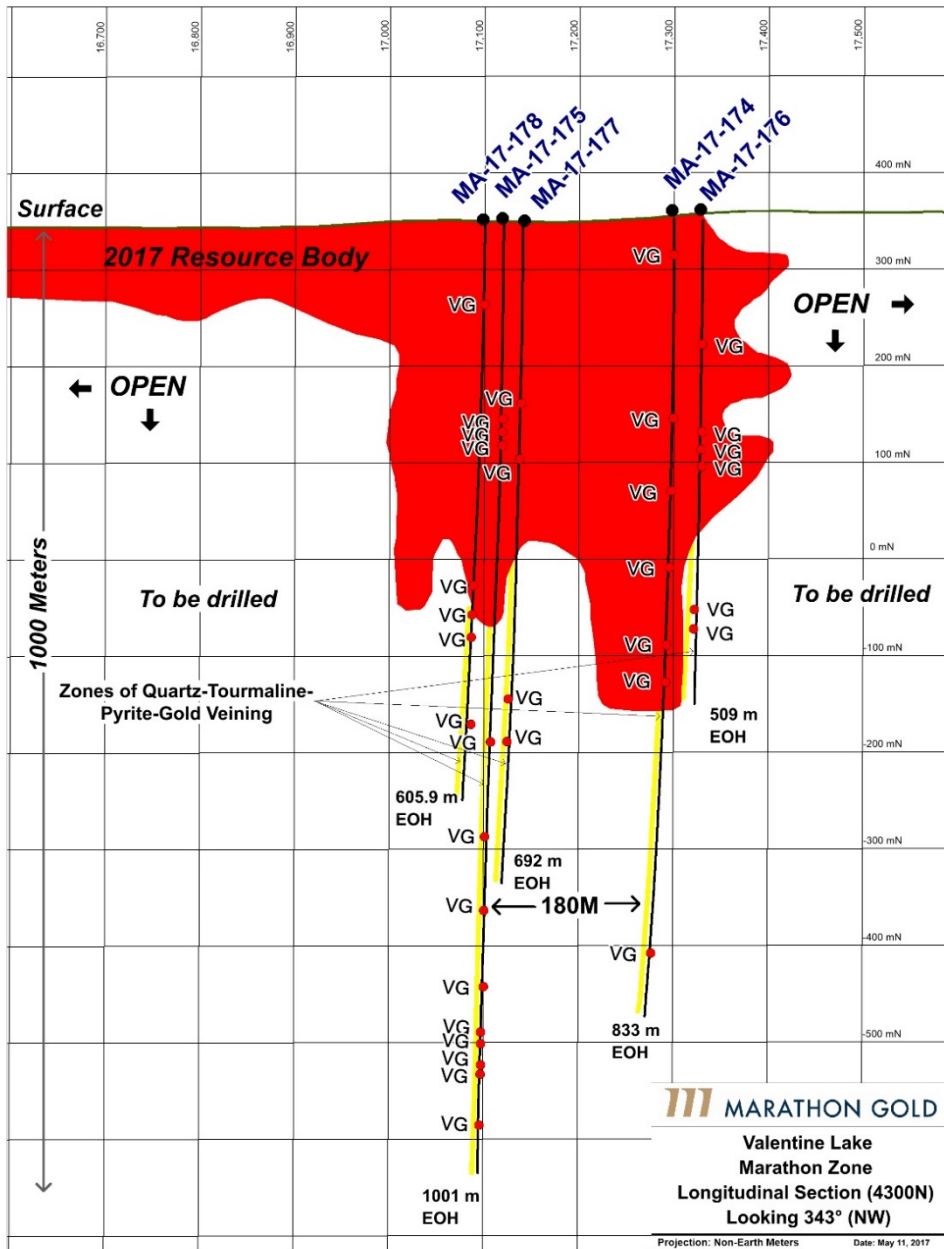 16,700
16,800
16,900
17,000
17,100
17,200
17,300
17,400
17,500
MA-17-178
MA-17-175
MA-17-177
MA-17-174
MA-17-176
400 mN
Surface
2017 Resource Body
VG
300 mN
VG
OPEN
VG
200 mN
OPEN
VG
VG
VG
VG
VG
VG
VG
VG
VG
100 mN
VG
1000 Meters
0 mN
VG
VG
To be drilled
VG
VG
VG
To be drilled
VG
VG
-100 mN
VG
Zones of Quartz-Tourmaline-
Pyrite-Gold Veining
VG
VG
VG
VG
509 m
EOH
-200 mN
605.9 m
EOH
VG
-300 mN
692 m
EOH
VG
180M
-400 mN
VG
VG
VG
VG
VG
VG
833 m
EOH
-500 mN
VG
1001 m
EOH
MARATHON GOLD
Valentine Lake
Marathon Zone
Longitudinal Section (4300N)
Looking 343° (NW)
Projection: Non-Earth Meters
Date: May 11, 2017